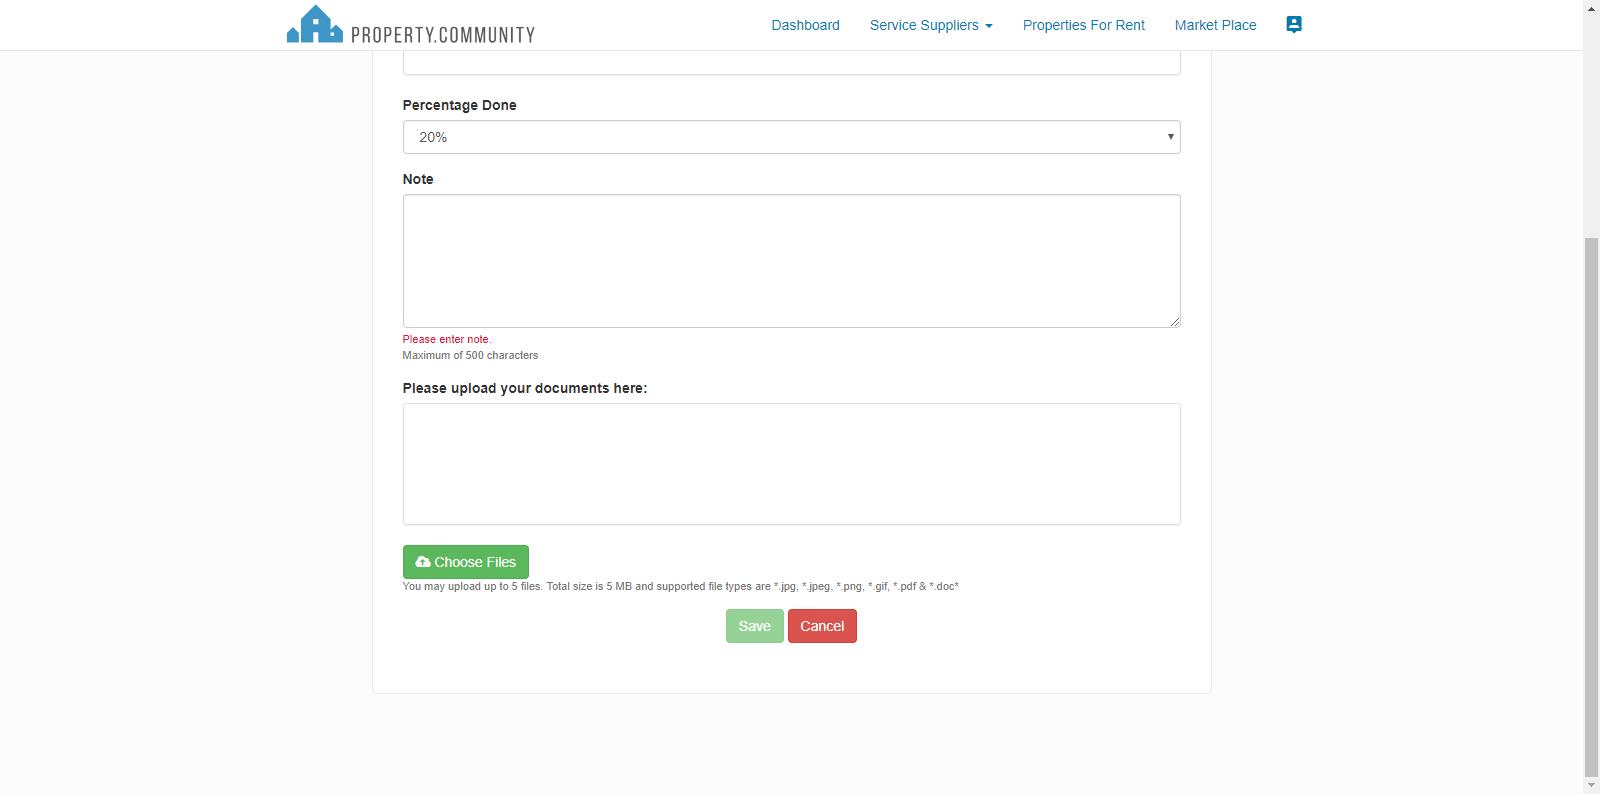 PROPERTY.COMMUNITY
Dashboard
Service Suppliers
Properties For Rent
Market Place
Percentage Done
20%
Note
Please enter note.
Maximum of 500 characters
Please upload your documents here:
Choose Files
You may upload up to 5 files. Total size is 5 MB and supported file types are *.jpg, *.jpeg, *.png, *.gif, *.pdf & *.doc*
Save
Cancel